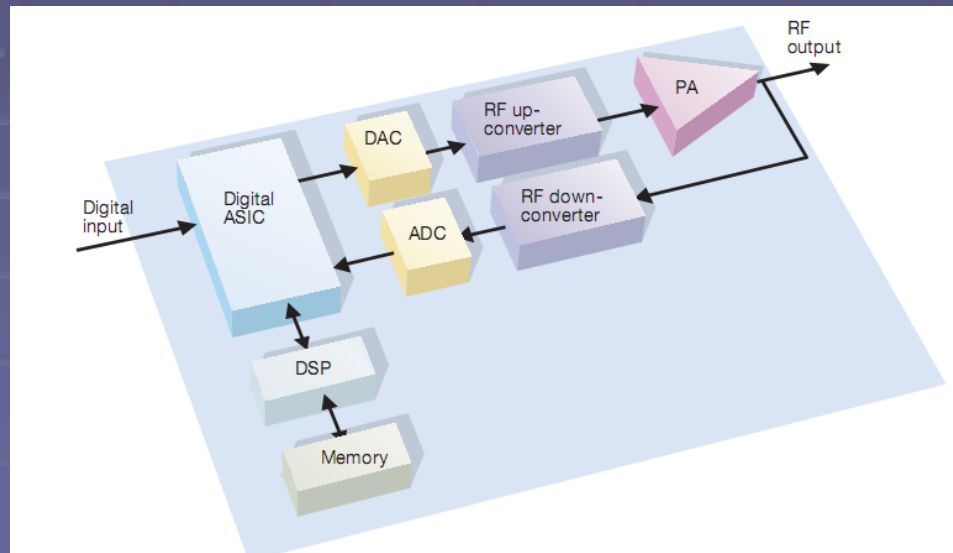 RF
output
PA
RF up-
converter
DAC
Digital
input
Digital
ASIC
RF down-
converter
ADC
DSP
Memory